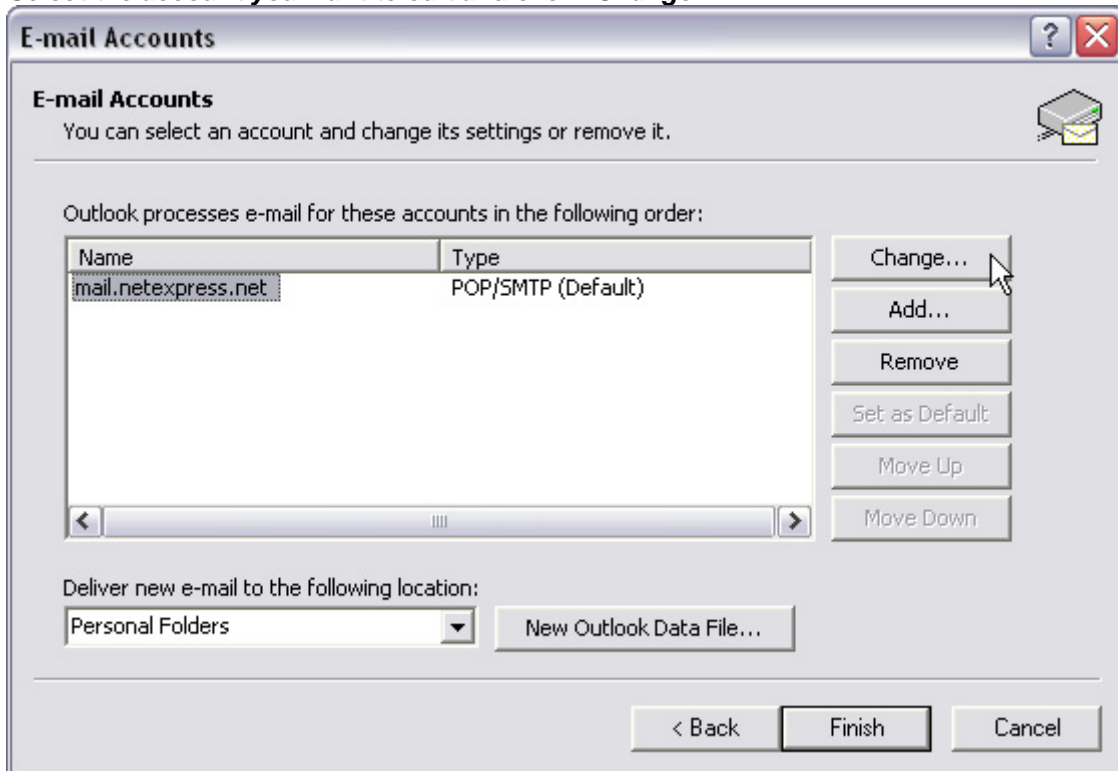 E-mail Accounts
E-mail Accounts
You can select an account and change its settings or remove it.
Outlook processes e-mail for these accounts in the following order:
Name Type
mail.netexpress.net POP/SMTP (Default)
Change...
Add...
Remove
Set as Default
Move Up
Move Down
Deliver new e-mail to the following location:
Personal Folders
New Outlook Data File...
< Back Finish Cancel